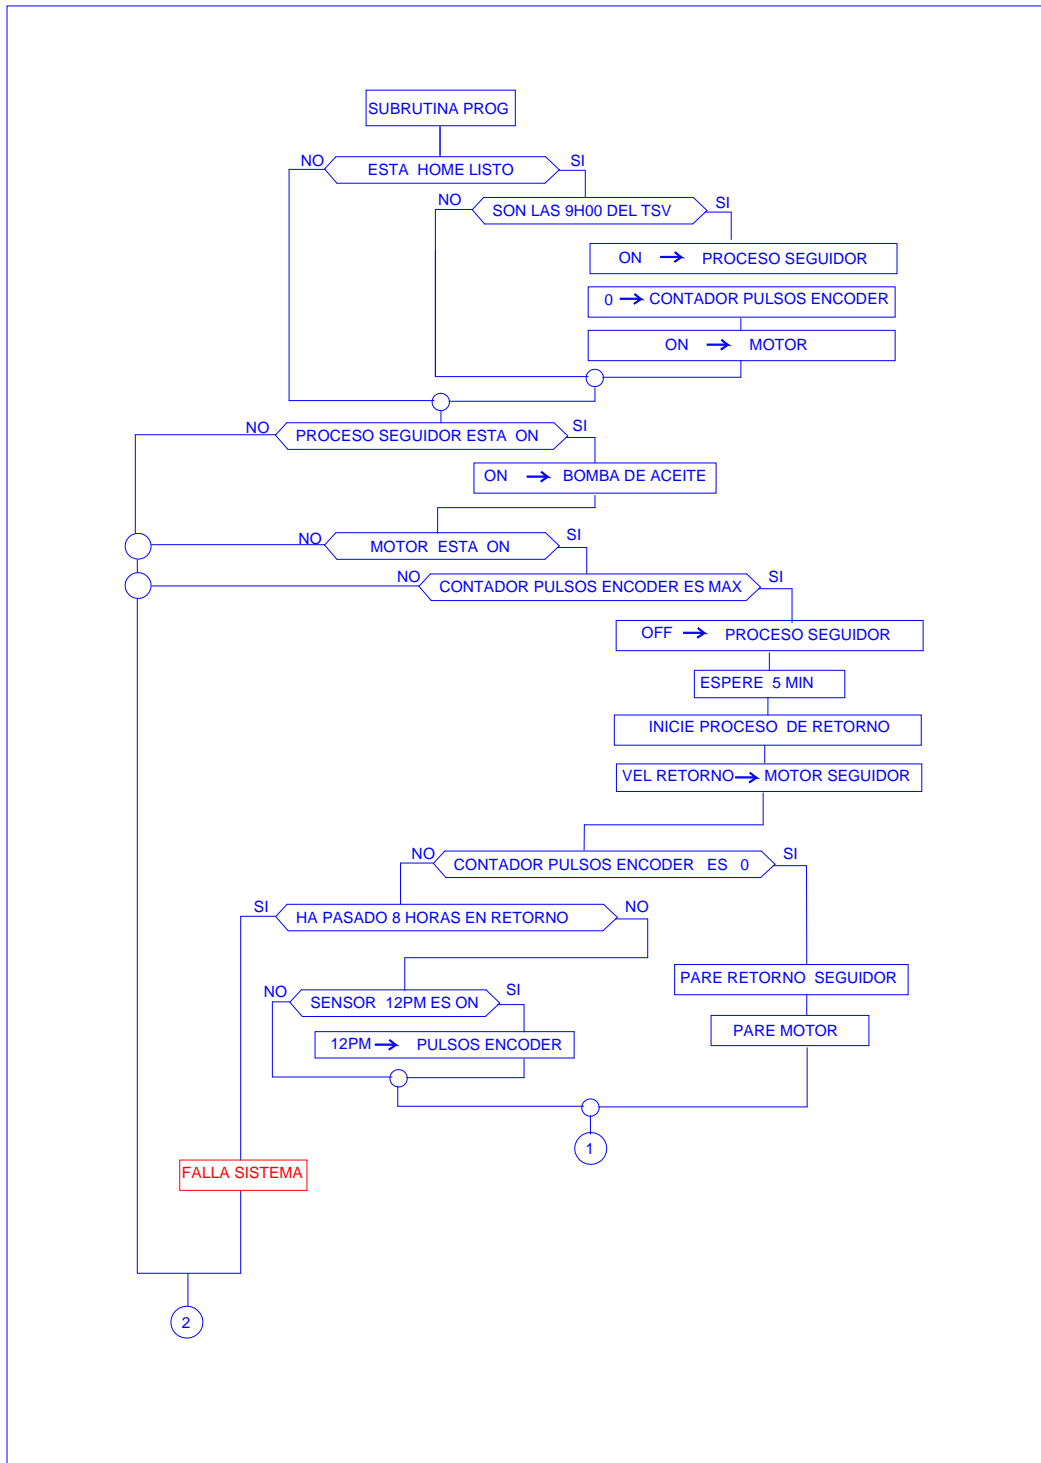 SUBRUTINA PROG
NO
ESTA HOME LISTO
SI
NO
SON LAS 9H00 DEL TSV
SI
ON → PROCESO SEGUIDOR
0 → CONTADOR PULSOS ENCODER
ON → MOTOR
NO
PROCESO SEGUIDOR ESTA ON
SI
ON → BOMBA DE ACEITE
NO
MOTOR ESTA ON
SI
NO
CONTADOR PULSOS ENCODER ES MAX
SI
OFF → PROCESO SEGUIDOR
ESPERE 5 MIN
INICIE PROCESO DE RETORNO
VEL RETORNO → MOTOR SEGUIDOR
NO
CONTADOR PULSOS ENCODER ES 0
SI
SI
HA PASADO 8 HORAS EN RETORNO
NO
PARE RETORNO SEGUIDOR
NO
SENSOR 12PM ES ON
SI
PARE MOTOR
12PM → PULSOS ENCODER
1
FALLA SISTEMA
2